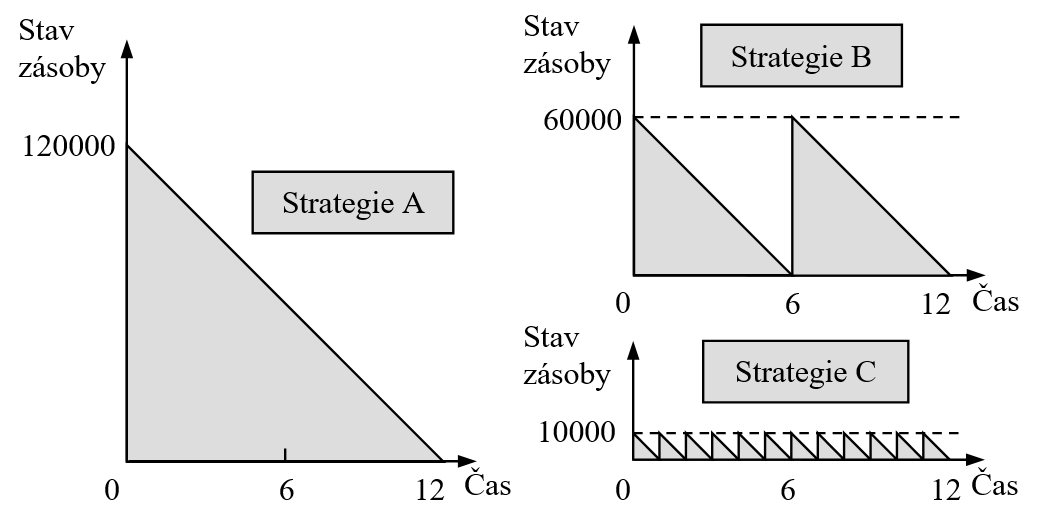 Stav
zásoby
120000
Strategie A
0
6
12
Čas
Stav
zásoby
Strategie B
60000
0
6
12
Čas
Stav
zásoby
Strategie C
10000
0
6
12
Čas